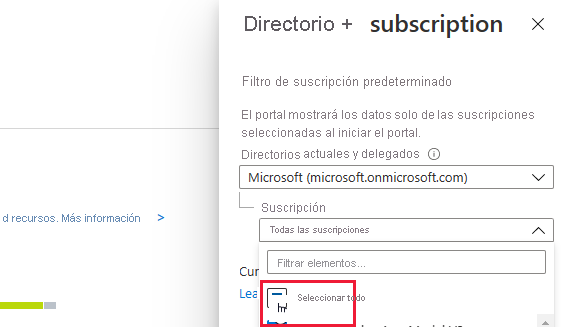 Directorio + subscription
Filtro de suscripción predeterminado
El portal mostrará los datos solo de las suscripciones
seleccionadas al iniciar el portal.
Directorios actuales y delegados
Microsoft (microsoft.onmicrosoft.com)
Suscripción
d recursos. Más información >
Todas las suscripciones
Filtrar elementos...
Cur
Lea
Seleccionar todo